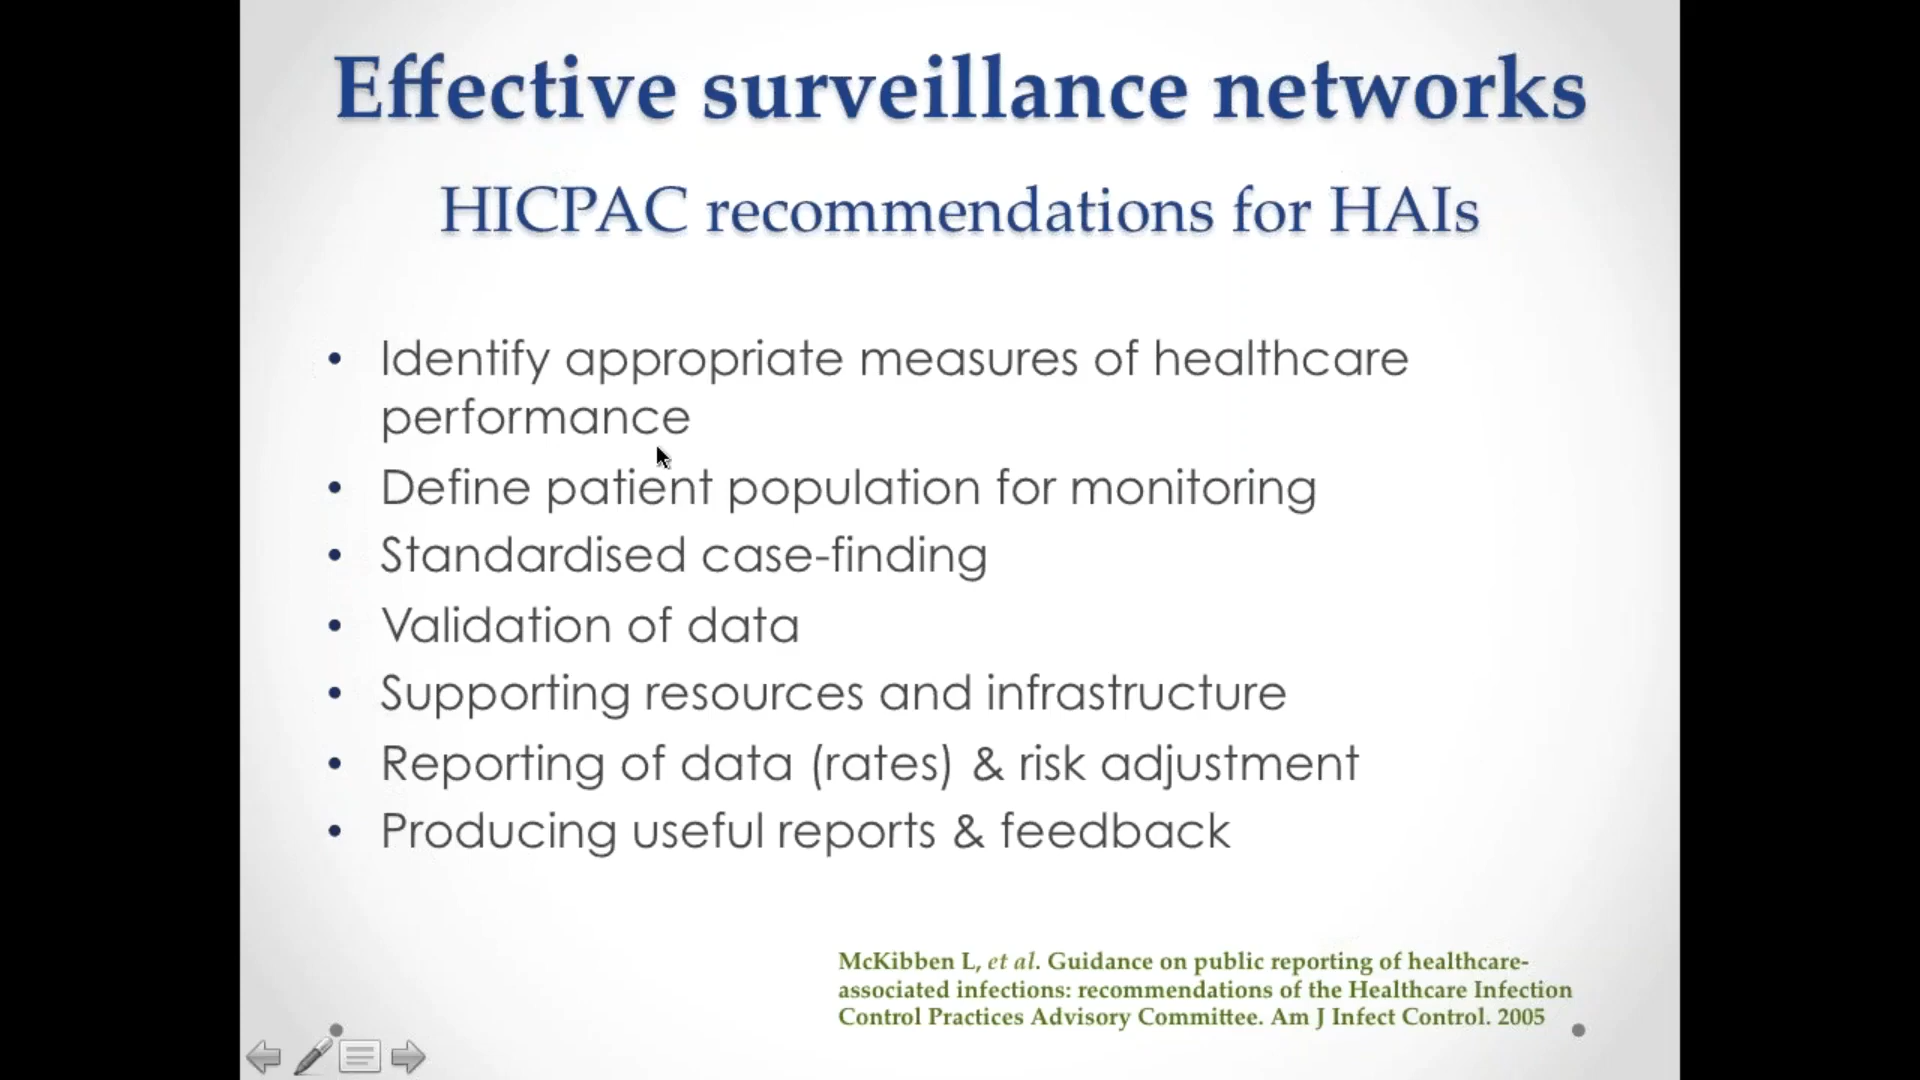 Effective surveillance networks
HICPAC recommendations for HAIs
• Identify appropriate measures of healthcare
performance
• Define patient population for monitoring
• Standardised case-finding
• Validation of data
• Supporting resources and infrastructure
• Reporting of data (rates) & risk adjustment
• Producing useful reports & feedback
McKibben L, et al. Guidance on public reporting of healthcare-
associated infections: recommendations of the Healthcare Infection
Control Practices Advisory Committee. Am J Infect Control. 2005